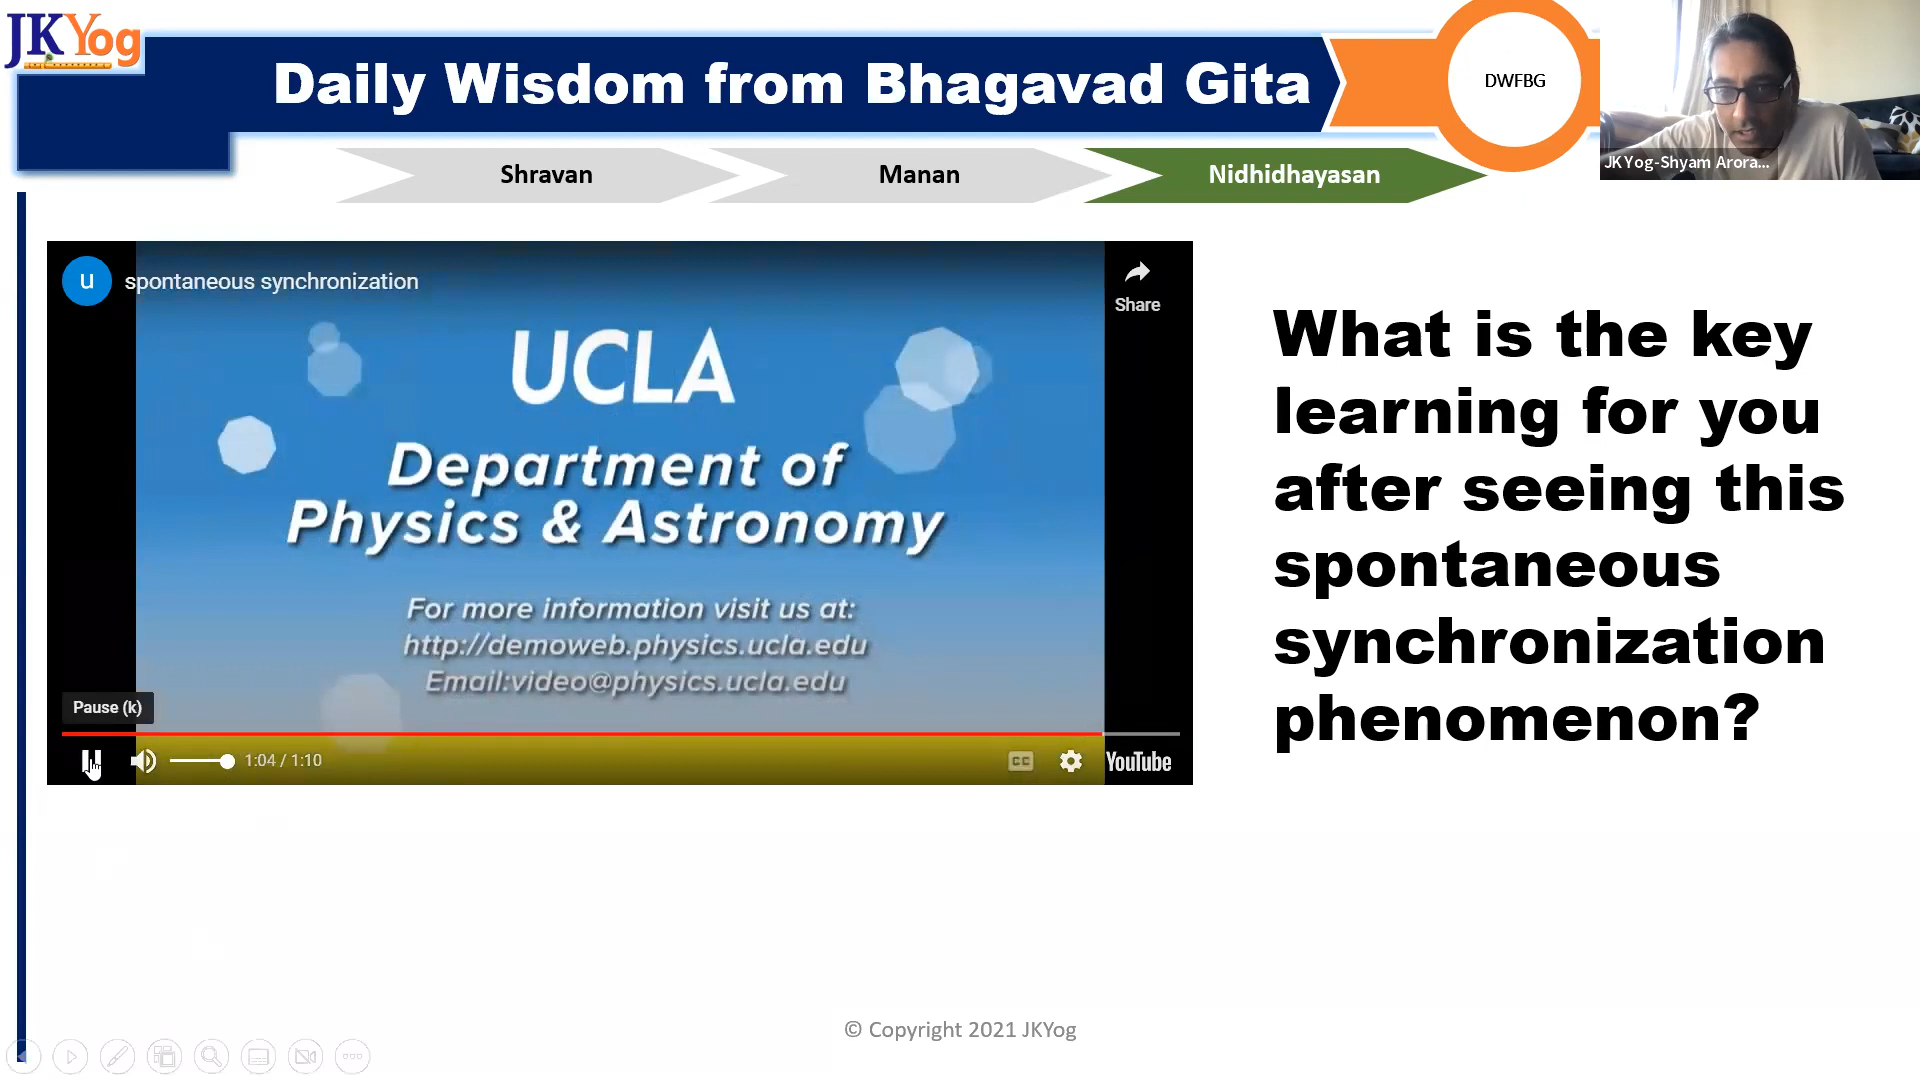 JKYog
Daily Wisdom from Bhagavad Gita
DWFBG
JKYog-Shyam Arora...
Shravan
Manan
Nidhidhayasan
u
spontaneous synchronization
Share
UCLA
Department of
Physics & Astronomy
For more information visit us at:
http://demoweb.physics.ucla.edu
Email:video@physics.ucla.edu
Pause (k)
1:04 / 1:10
CC
YouTube
What is the key
learning for you
after seeing this
spontaneous
synchronization
phenomenon?
© Copyright 2021 JKYog